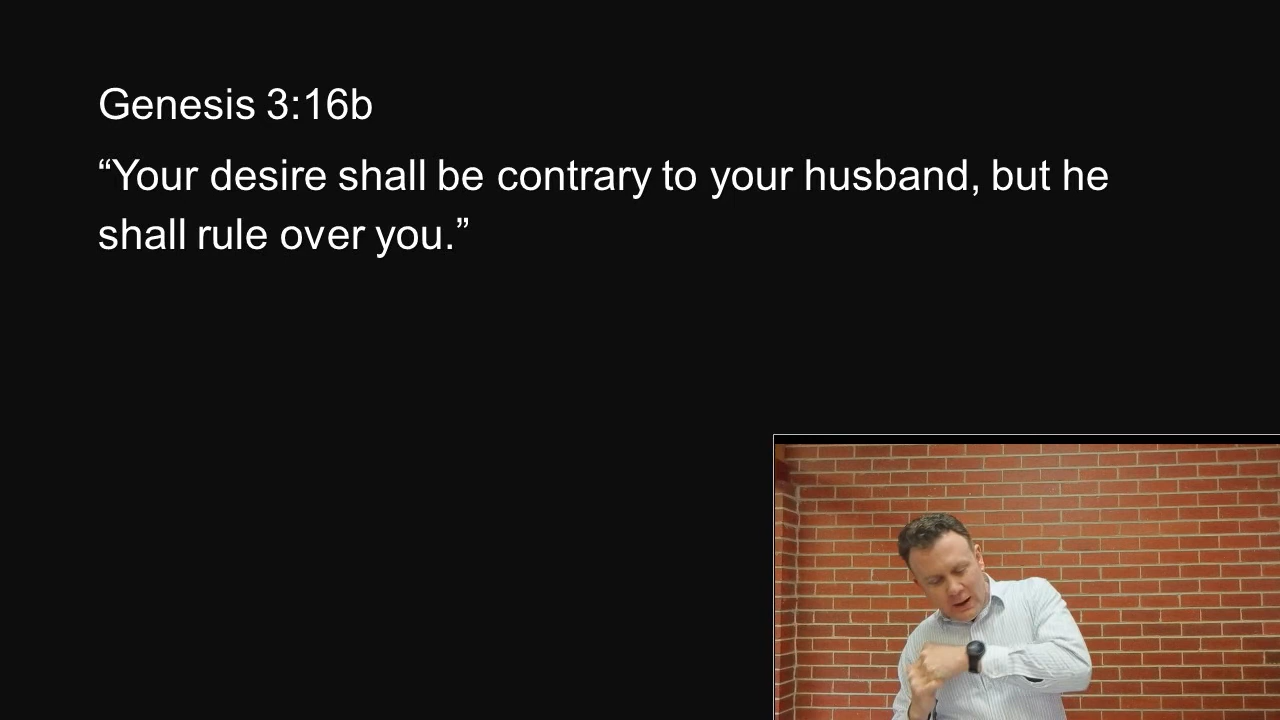 Genesis 3:16b
“Your desire shall be contrary to your husband, but he
shall rule over you.”